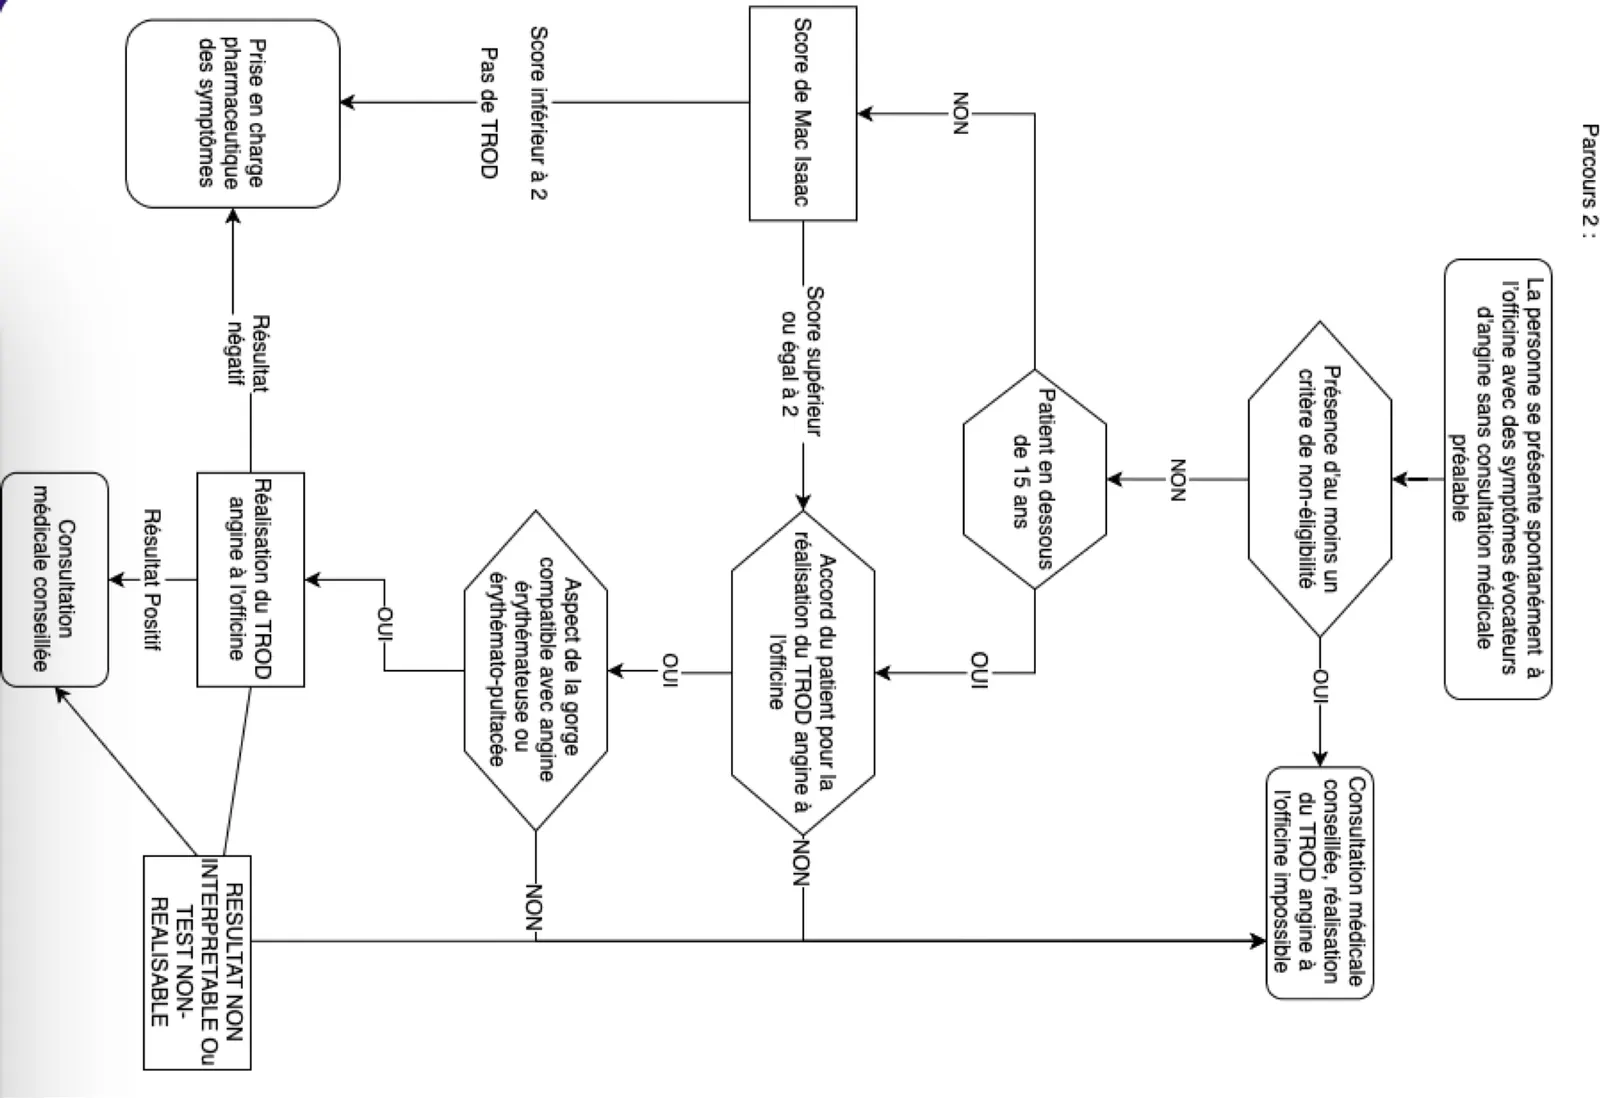 Parcours 2 :
La personne se présente spontanément à
l'officine avec des symptômes évocateurs
d'angine sans consultation médicale
préalable
Présence d'au moins un
critère de non-éligibilité
OUI
Consultation médicale
conseillée, réalisation
du TROD angine à
l'officine impossible
NON
Patient en dessous
de 15 ans
NON
OUI
Score de Mac Isaac
Score supérieur
ou égal à 2
Accord du patient pour la
réalisation du TROD angine à
l'officine
NON
OUI
Score inférieur à 2
Pas de TROD
Aspect de la gorge
compatible avec angine
érythémateuse ou
érythémato-pultacée
NON
OUI
Prise en charge
pharmaceutique
des symptômes
Résultat
négatif
Réalisation du TROD
angine à l'officine
RESULTAT NON
INTERPRETABLE Ou
TEST NON-
REALISABLE
Résultat Positif
Consultation
médicale conseillée